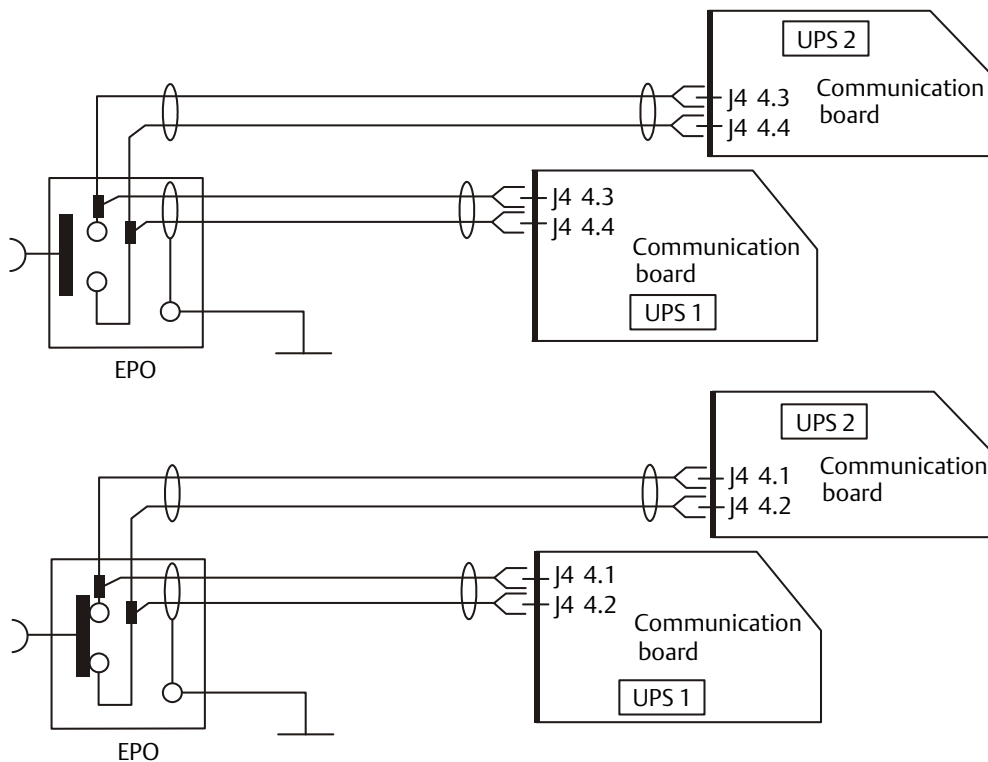 UPS 2
J4 4.3
Communication
board
J4 4.4
J4 4.3
J4 4.4
Communication
board
UPS 1
EPO
UPS 2
J4 4.1
Communication
board
J4 4.2
J4 4.1
J4 4.2
Communication
board
UPS 1
EPO